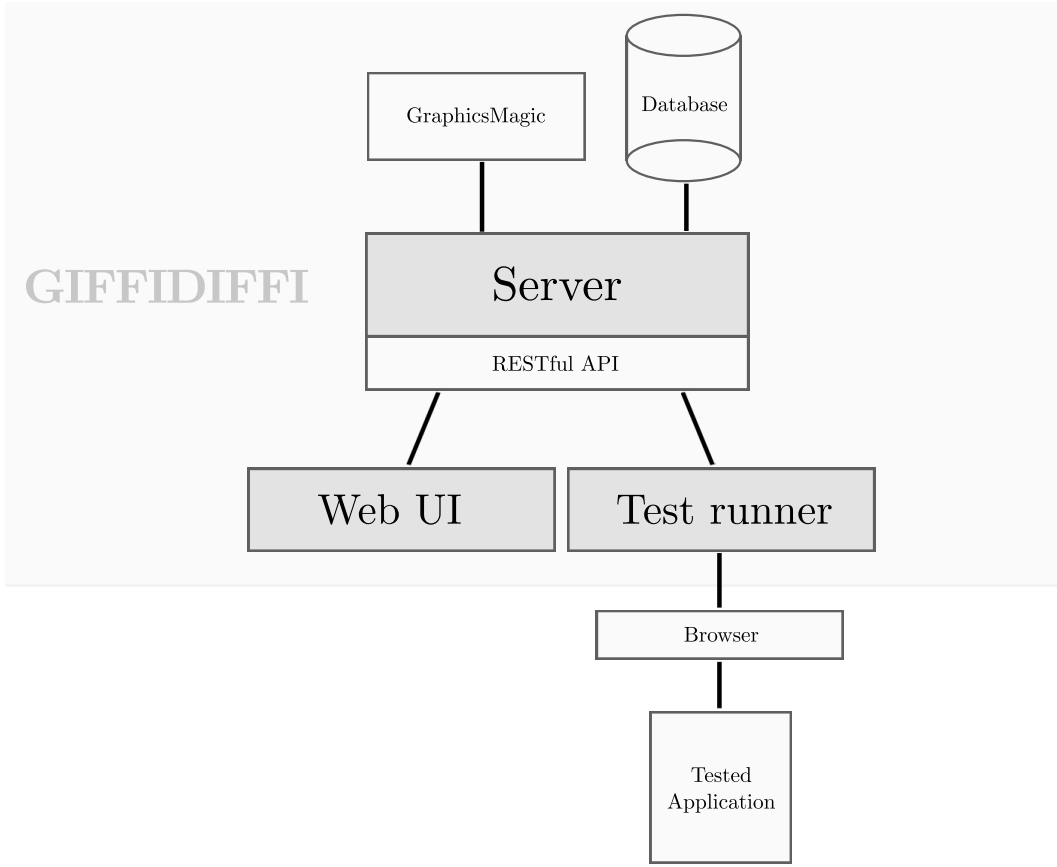 GraphicsMagic
Database
GIFFIDIFFI
Server
RESTful API
Web UI
Test runner
Browser
Tested
Application